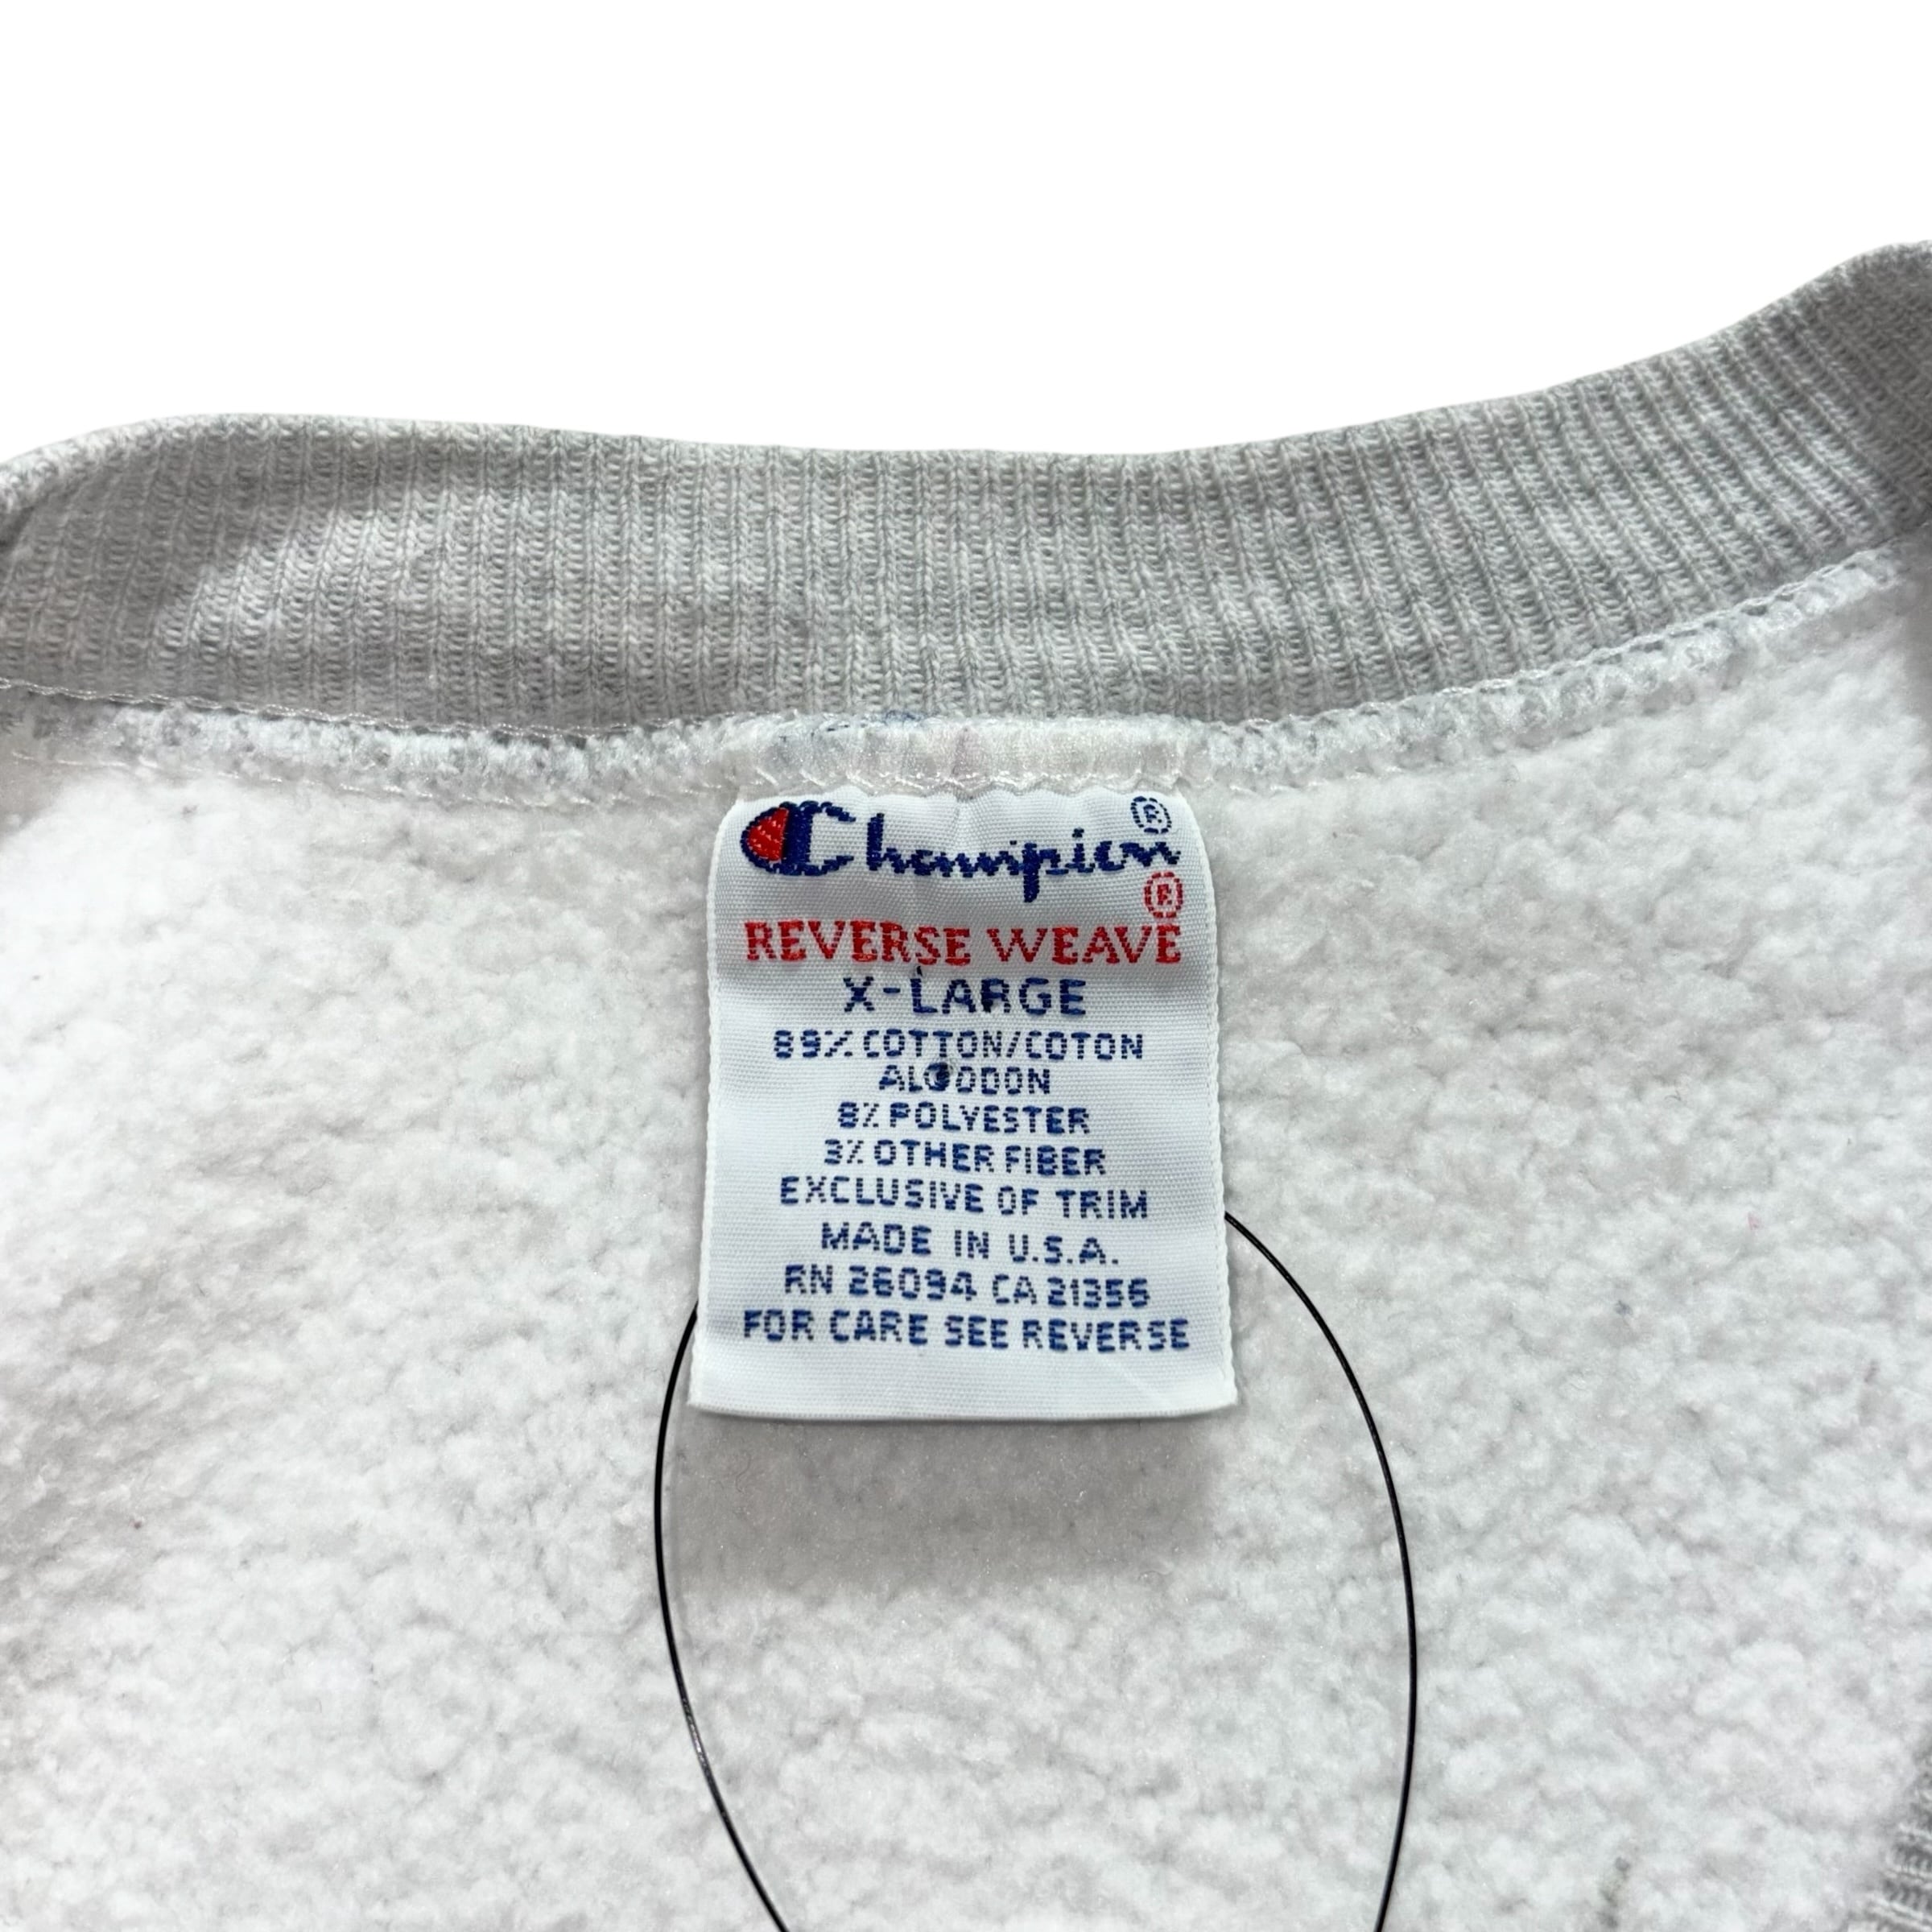 Champion®
REVERSE WEAVE®
X-LARGE
89% COTTON/COTON
ALGODON
8% POLYESTER
3% OTHER FIBER
EXCLUSIVE OF TRIM
MADE IN U.S.A.
RN 26094 CA 21356
FOR CARE SEE REVERSE